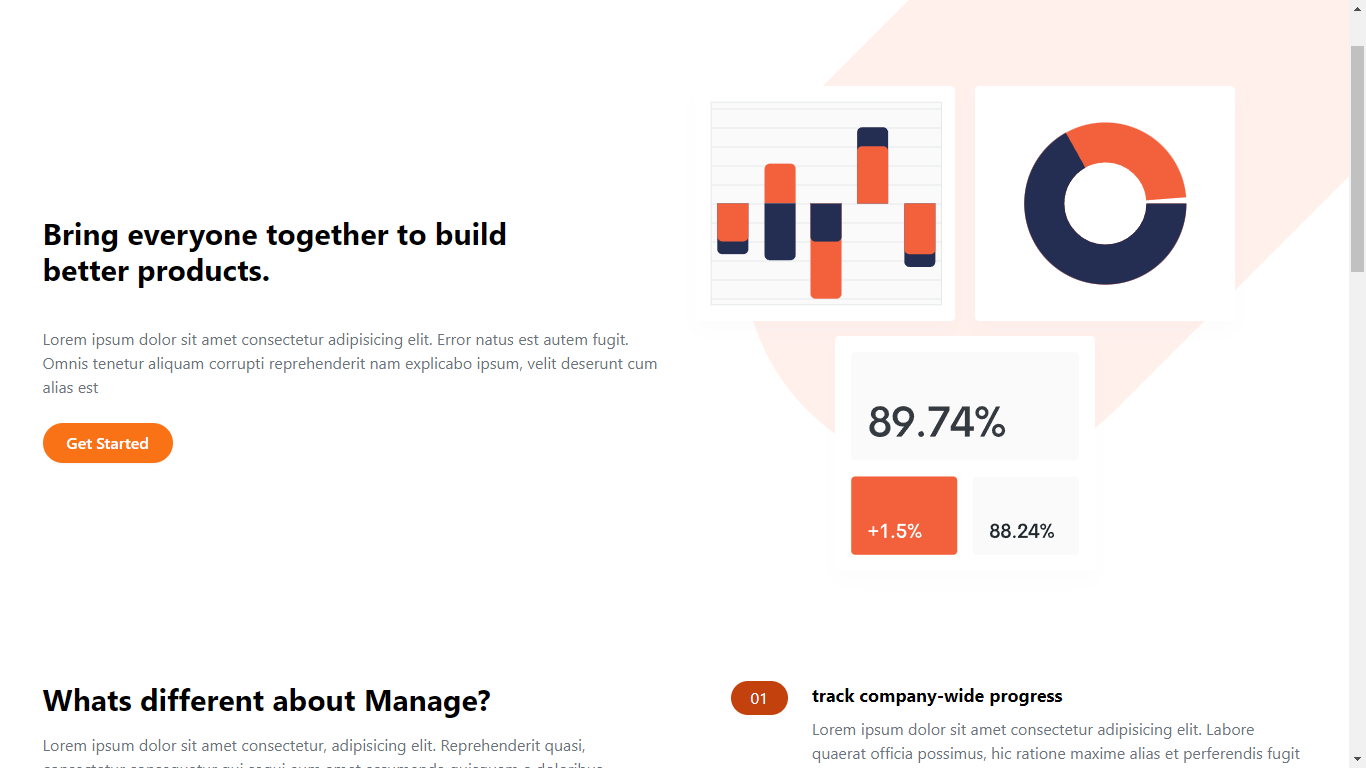 Bring everyone together to build
better products.
Lorem ipsum dolor sit amet consectetur adipisicing elit. Error natus est autem fugit.
Omnis tenetur aliquam corrupti reprehenderit nam explicabo ipsum, velit deserunt cum
alias est
Get Started
89.74%
+1.5%
88.24%
Whats different about Manage?
Lorem ipsum dolor sit amet consectetur, adipisicing elit. Reprehenderit quasi,
01
track company-wide progress
Lorem ipsum dolor sit amet consectetur adipisicing elit. Labore
quaerat officia possimus, hic ratione maxime alias et perferendis fugit